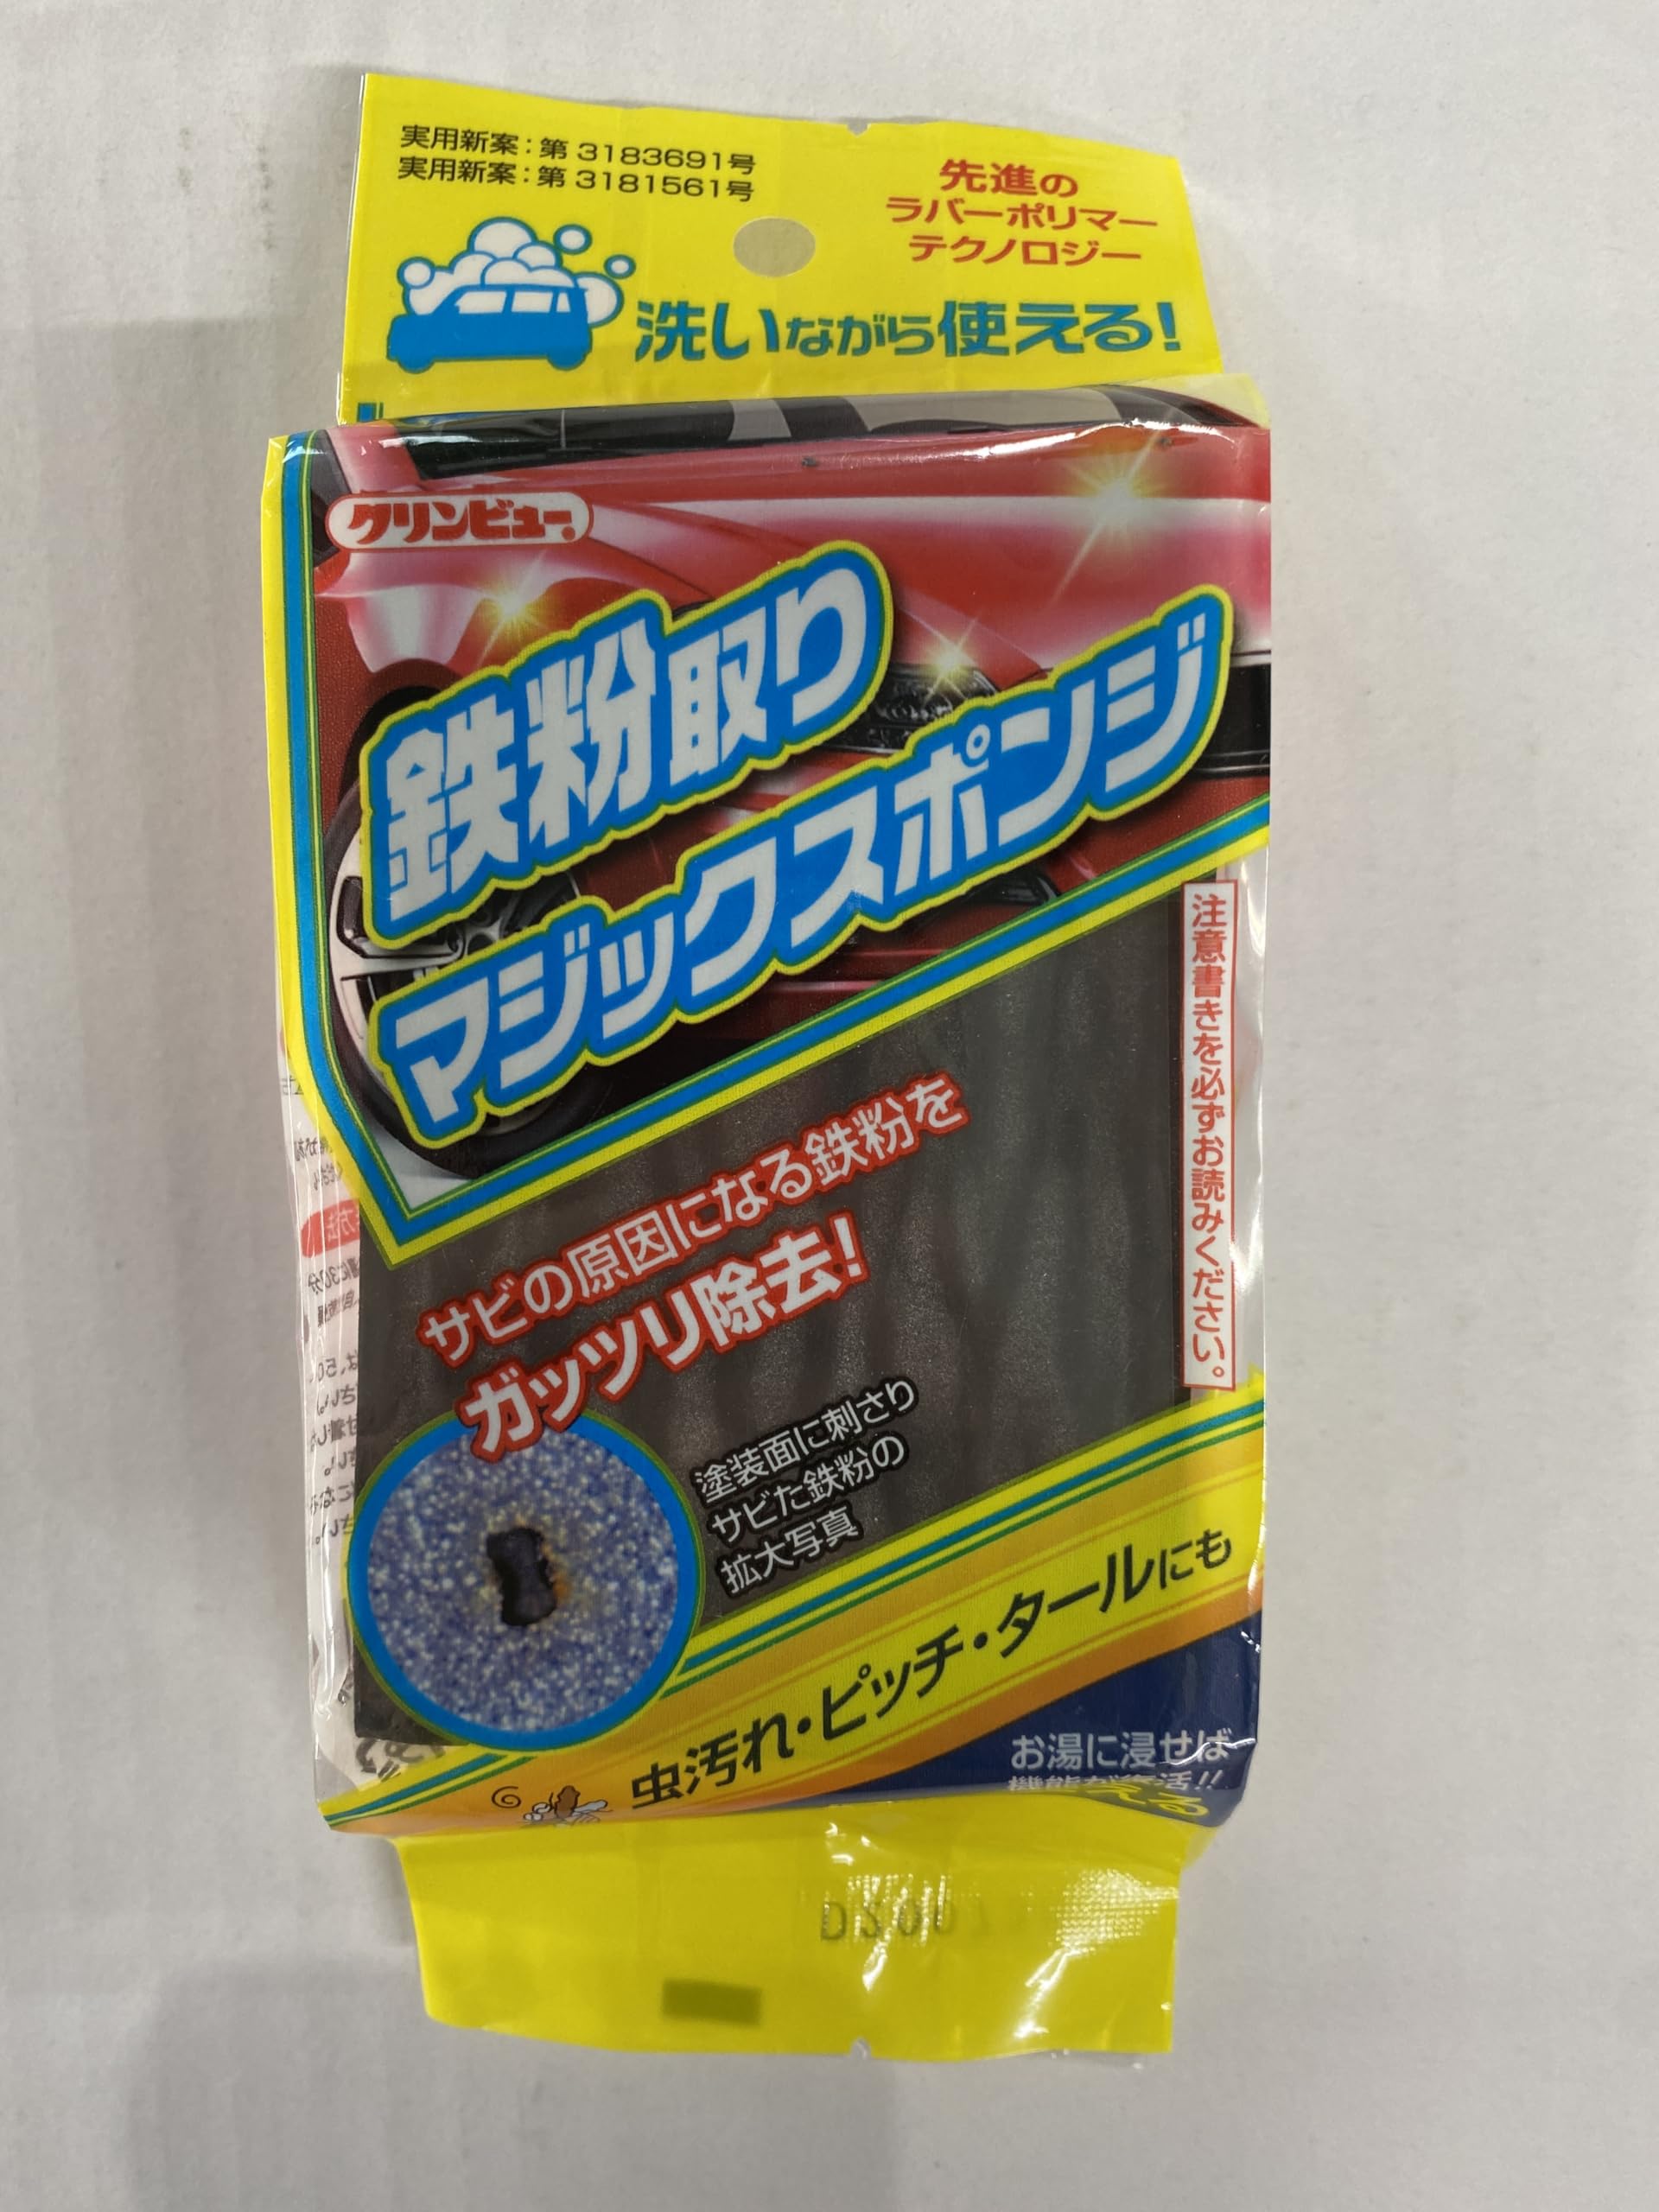 実用新案：第 3183691号
実用新案：第 3181561号
先進の
ラバーポリマー
テクノロジー
洗いながら使える！
クリンビュー
鉄粉取り
マジックスポンジ
注意書きを必ずお読みください。
サビの原因になる鉄粉を
ガッツリ除去！
塗装面に刺さり
サビた鉄粉の
拡大写真
虫汚れ・ピッチ・タールにも
お湯に浸せば